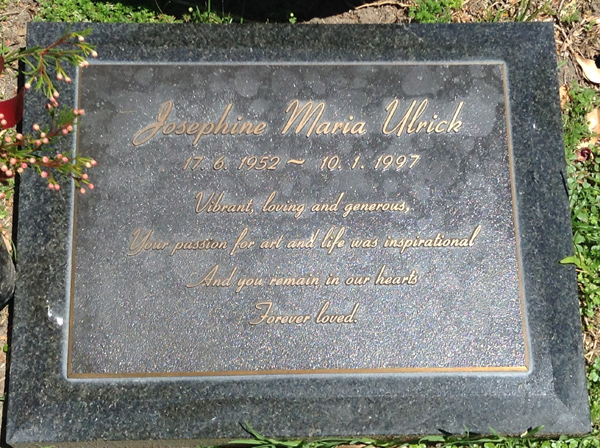 Josephine Maria Ulrick
17. 6. 1952 ~ 10. 1. 1997
Vibrant, loving and generous,
Your passion for art and life was inspirational
And you remain in our hearts
Forever loved.